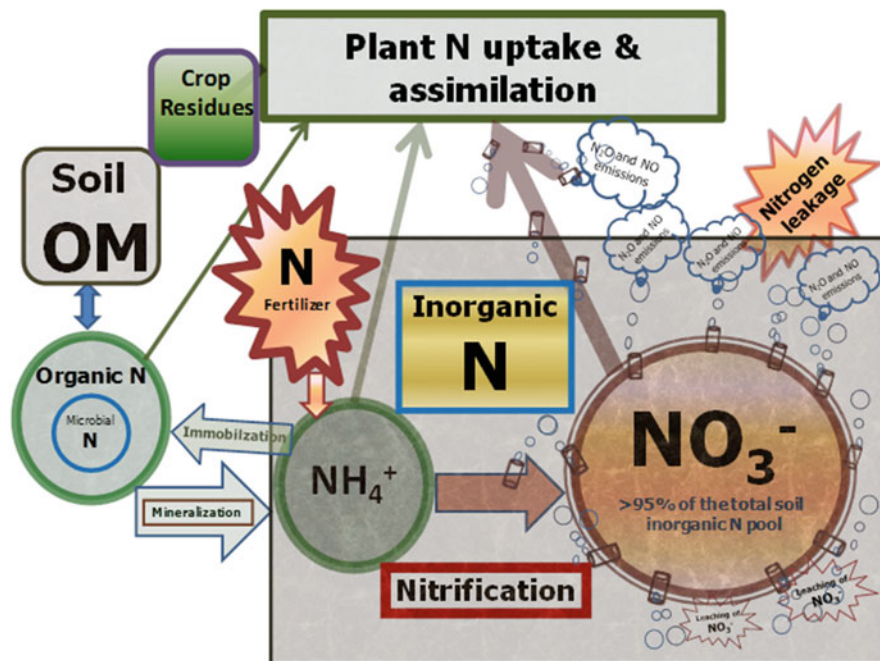 Plant N uptake &
assimilation
Crop
Residues
Soil
OM
N
Fertilizer
Nitrogen
leakage
N₂O and NO
emissions
N₂O and NO
emissions
N₂O and NO
emissions
N₂O and NO
emissions
Inorganic
N
Organic N
Microbial
N
Immobilzation
Mineralization
NH₄⁺
NO₃⁻
>95% of the total soil
inorganic N pool
Nitrification
Leaching of
NO₃⁻
Leaching of
NO₃⁻